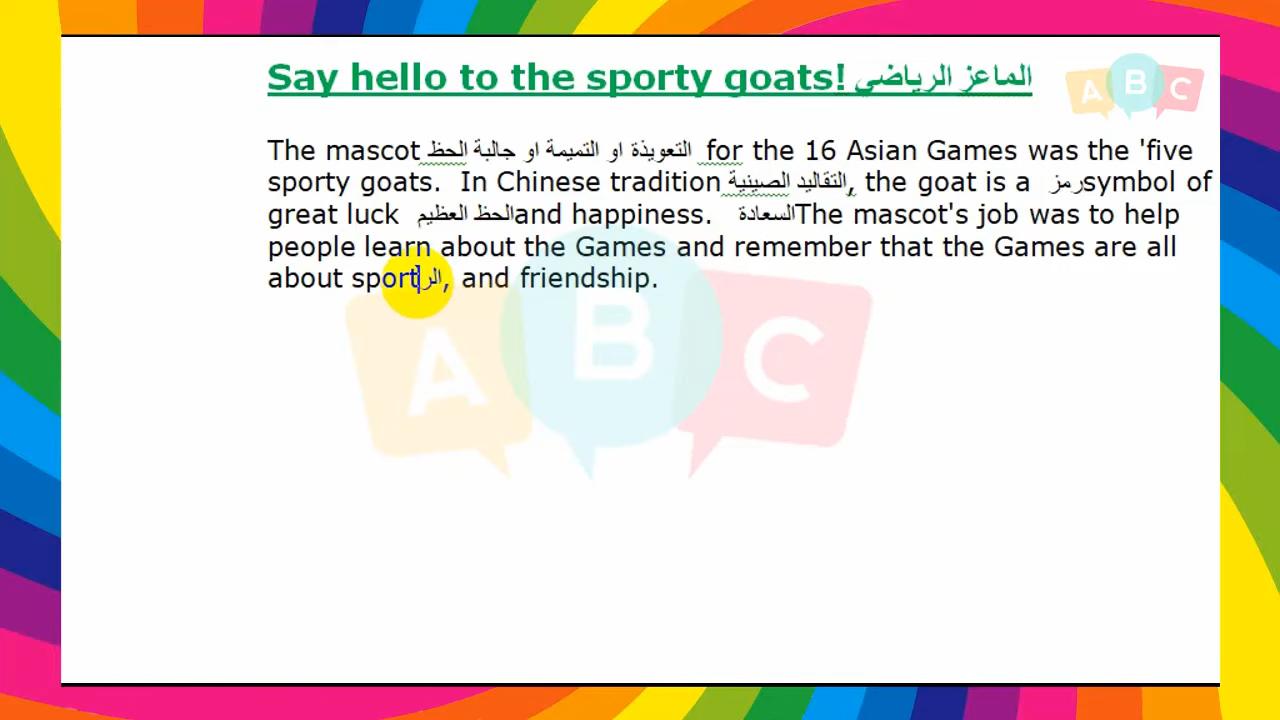 Say hello to the sporty goats! الماعز الرياضي
A B C
The mascot التعويذة او التميمة او جالبة الحظ for the 16 Asian Games was the 'five
sporty goats. In Chinese tradition التقاليد الصينية, the goat is a رمز symbol of
great luck الحظ العظيم and happiness. السعادة The mascot's job was to help
people learn about the Games and remember that the Games are all
about sport الر, and friendship.
A B C